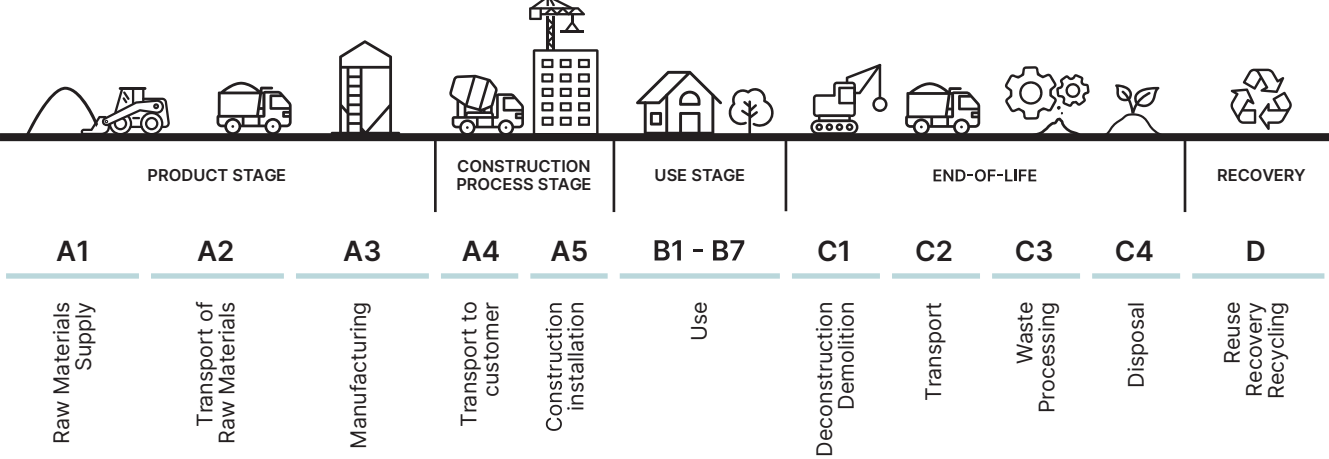 PRODUCT STAGE
CONSTRUCTION
PROCESS STAGE
USE STAGE
END-OF-LIFE
RECOVERY
A1
A2
A3
A4
A5
B1 - B7
C1
C2
C3
C4
D
Raw Materials
Supply
Transport of
Raw Materials
Manufacturing
Transport to
customer
Construction
installation
Use
Deconstruction
Demolition
Transport
Waste
Processing
Disposal
Reuse
Recovery
Recycling